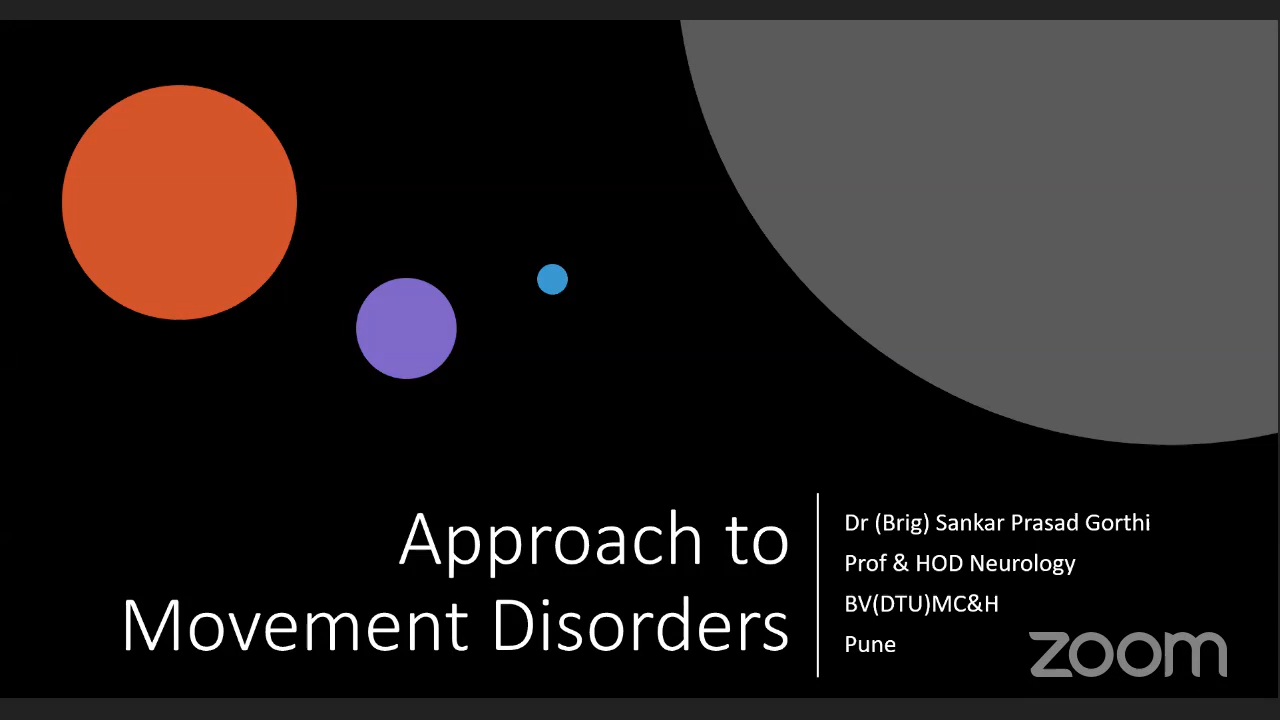 Approach to
Movement Disorders
Dr (Brig) Sankar Prasad Gorthi
Prof & HOD Neurology
BV(DTU)MC&H
Pune
zoom